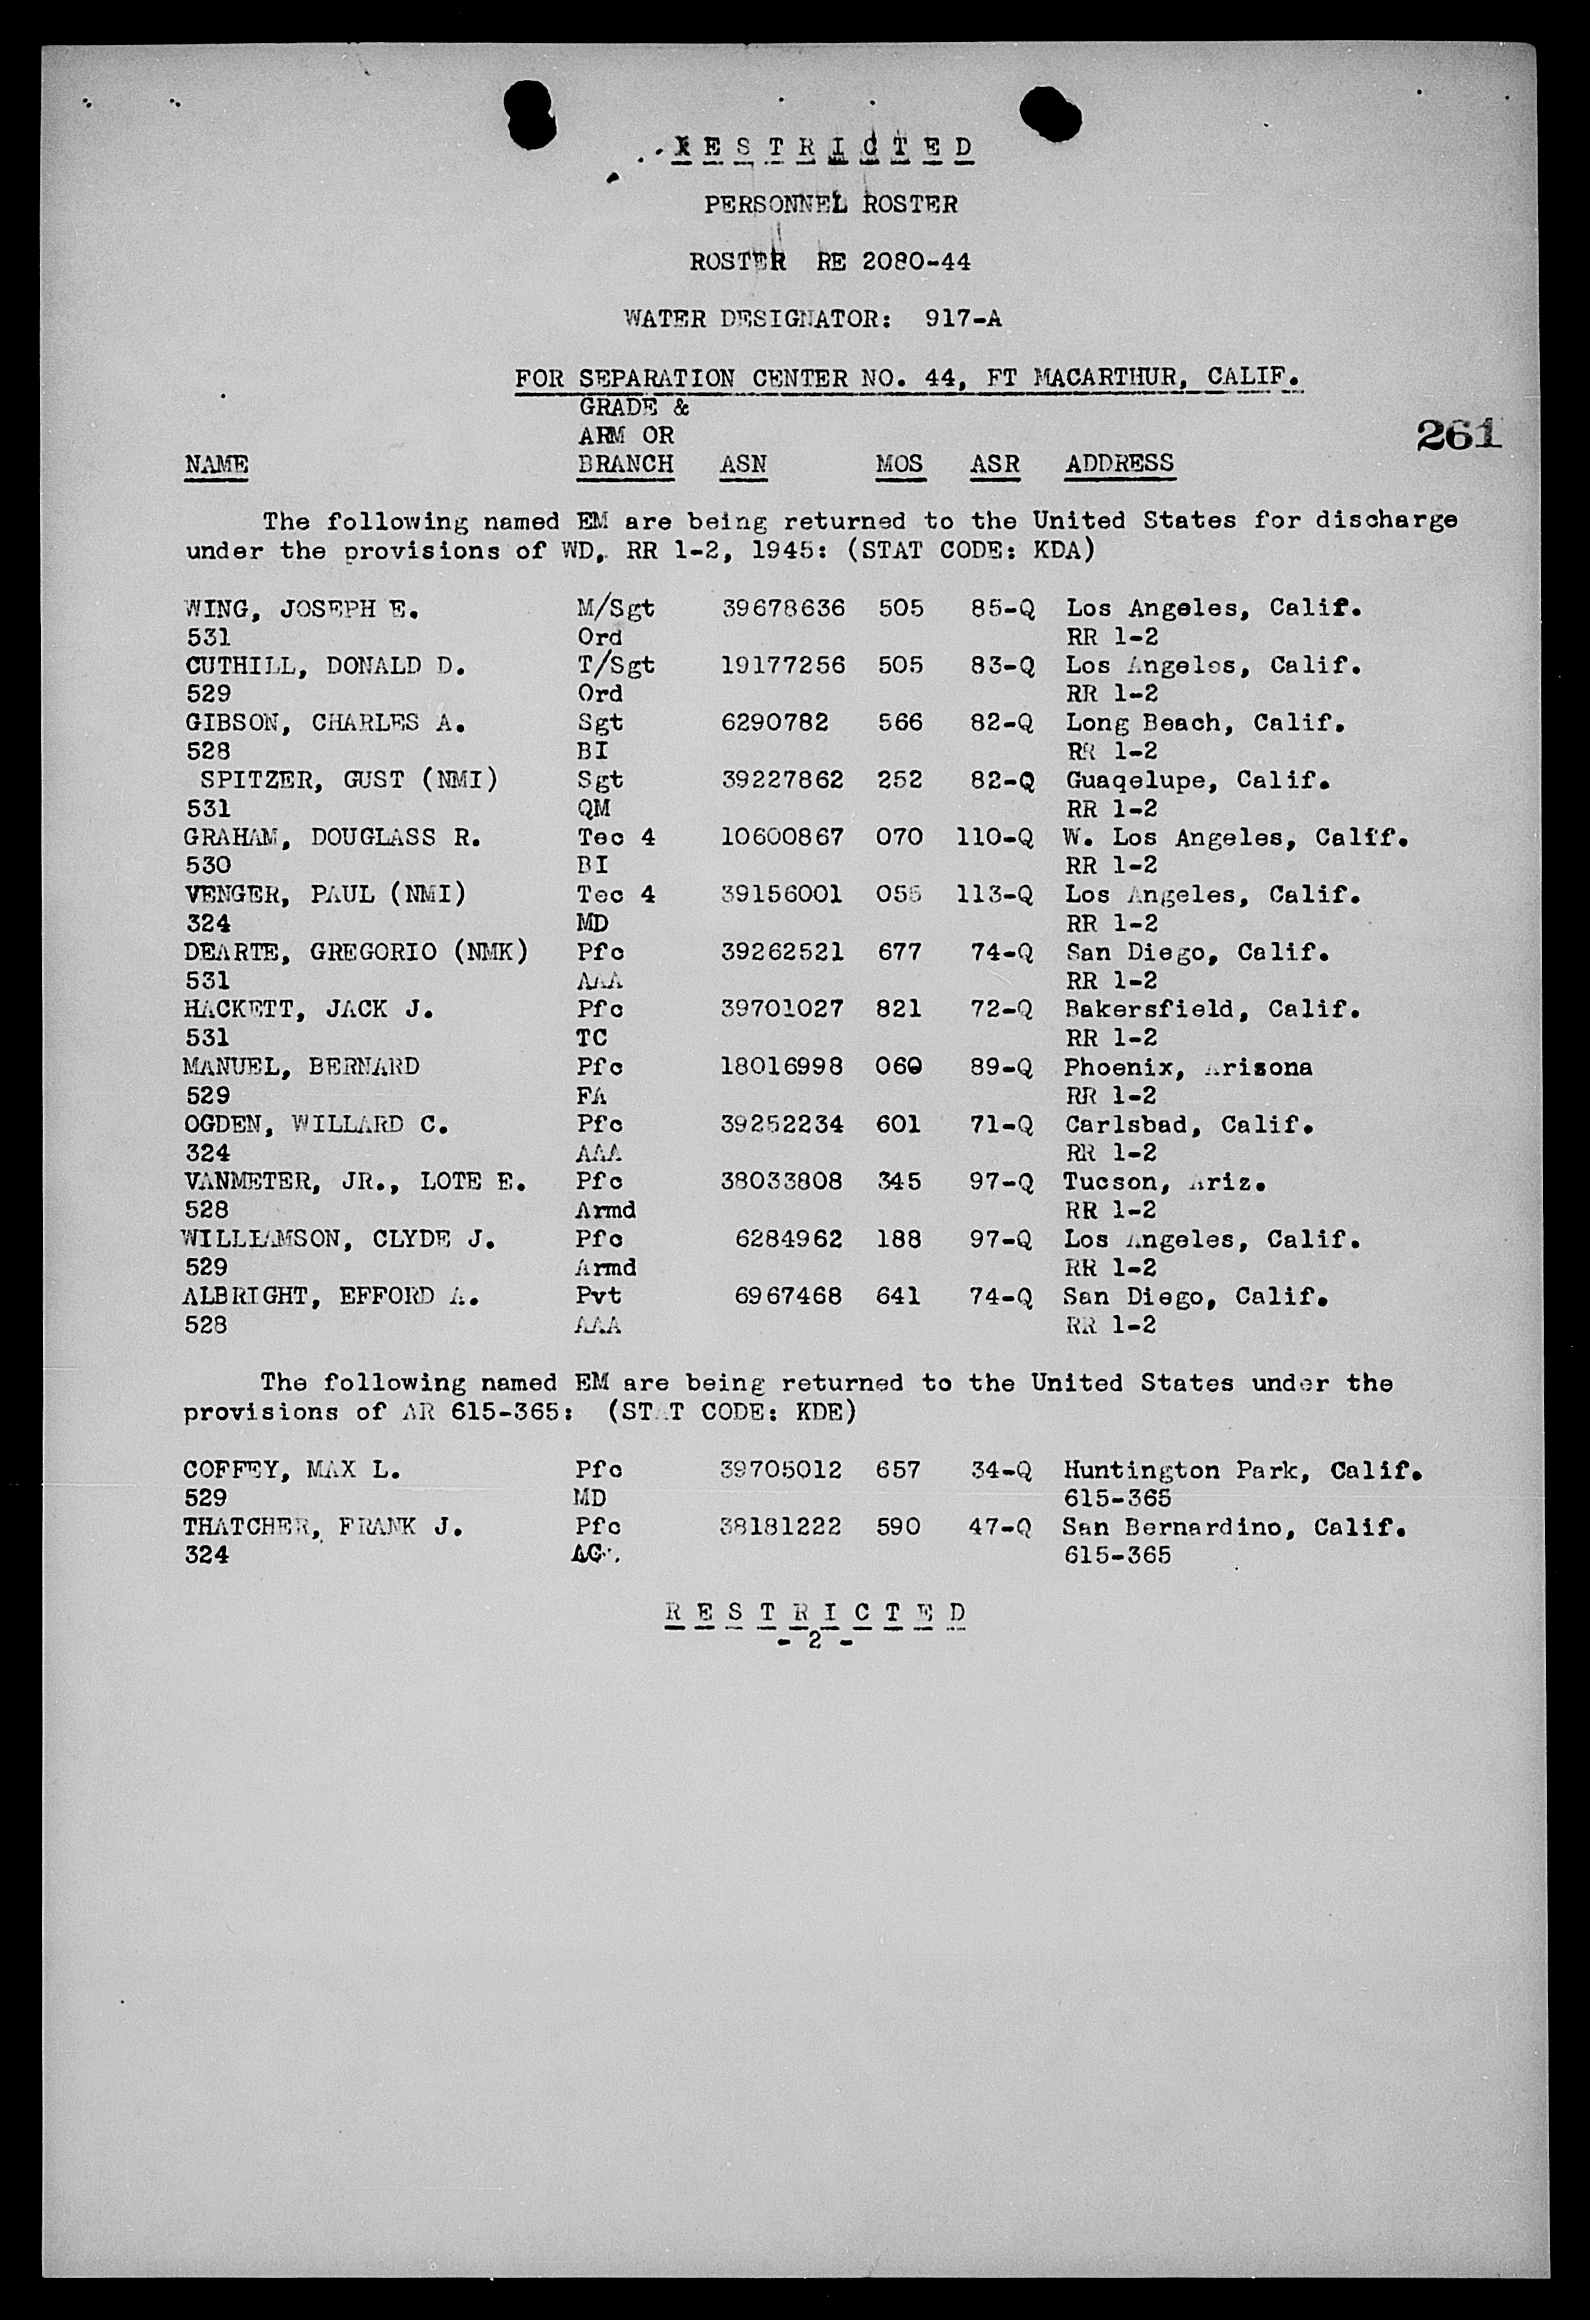 R E S T R I C T E D
PERSONNEL ROSTER
ROSTER RE 2080-44
WATER DESIGNATOR: 917-A
FOR SEPARATION CENTER NO. 44, FT MACARTHUR, CALIF.
GRADE &
ARM OR
261
NAME BRANCH ASN MOS ASR ADDRESS
The following named EM are being returned to the United States for discharge
under the provisions of WD, RR 1-2, 1945: (STAT CODE: KDA)
WING, JOSEPH E. M/Sgt 39678636 505 85-Q Los Angeles, Calif.
531 Ord RR 1-2
CUTHILL, DONALD D. T/Sgt 19177256 505 83-Q Los Angeles, Calif.
529 Ord RR 1-2
GIBSON, CHARLES A. Sgt 6290782 566 82-Q Long Beach, Calif.
528 BI RR 1-2
SPITZER, GUST (NMI) Sgt 39227862 252 82-Q Guaqelupe, Calif.
531 QM RR 1-2
GRAHAM, DOUGLASS R. Tec 4 10600867 070 110-Q W. Los Angeles, Calif.
530 BI RR 1-2
VENGER, PAUL (NMI) Tec 4 39156001 055 113-Q Los Angeles, Calif.
324 MD RR 1-2
DEARTE, GREGORIO (NMK) Pfc 39262521 677 74-Q San Diego, Calif.
531 AAA RR 1-2
HACKETT, JACK J. Pfc 39701027 821 72-Q Bakersfield, Calif.
531 TC RR 1-2
MANUEL, BERNARD Pfc 18016998 060 89-Q Phoenix, Arizona
529 FA RR 1-2
OGDEN, WILLARD C. Pfc 39252234 601 71-Q Carlsbad, Calif.
324 AAA RR 1-2
VANMETER, JR., LOTE E. Pfc 38033808 345 97-Q Tucson, Ariz.
528 Armd RR 1-2
WILLIAMSON, CLYDE J. Pfc 6284962 188 97-Q Los Angeles, Calif.
529 Armd RR 1-2
ALBRIGHT, EFFORD A. Pvt 6967468 641 74-Q San Diego, Calif.
528 AAA RR 1-2
The following named EM are being returned to the United States under the
provisions of AR 615-365: (STAT CODE: KDE)
COFFEY, MAX L. Pfc 39705012 657 34-Q Huntington Park, Calif.
529 MD 615-365
THATCHER, FRANK J. Pfc 38181222 590 47-Q San Bernardino, Calif.
324 615-365
R E S T R I C T E D
- 2 -